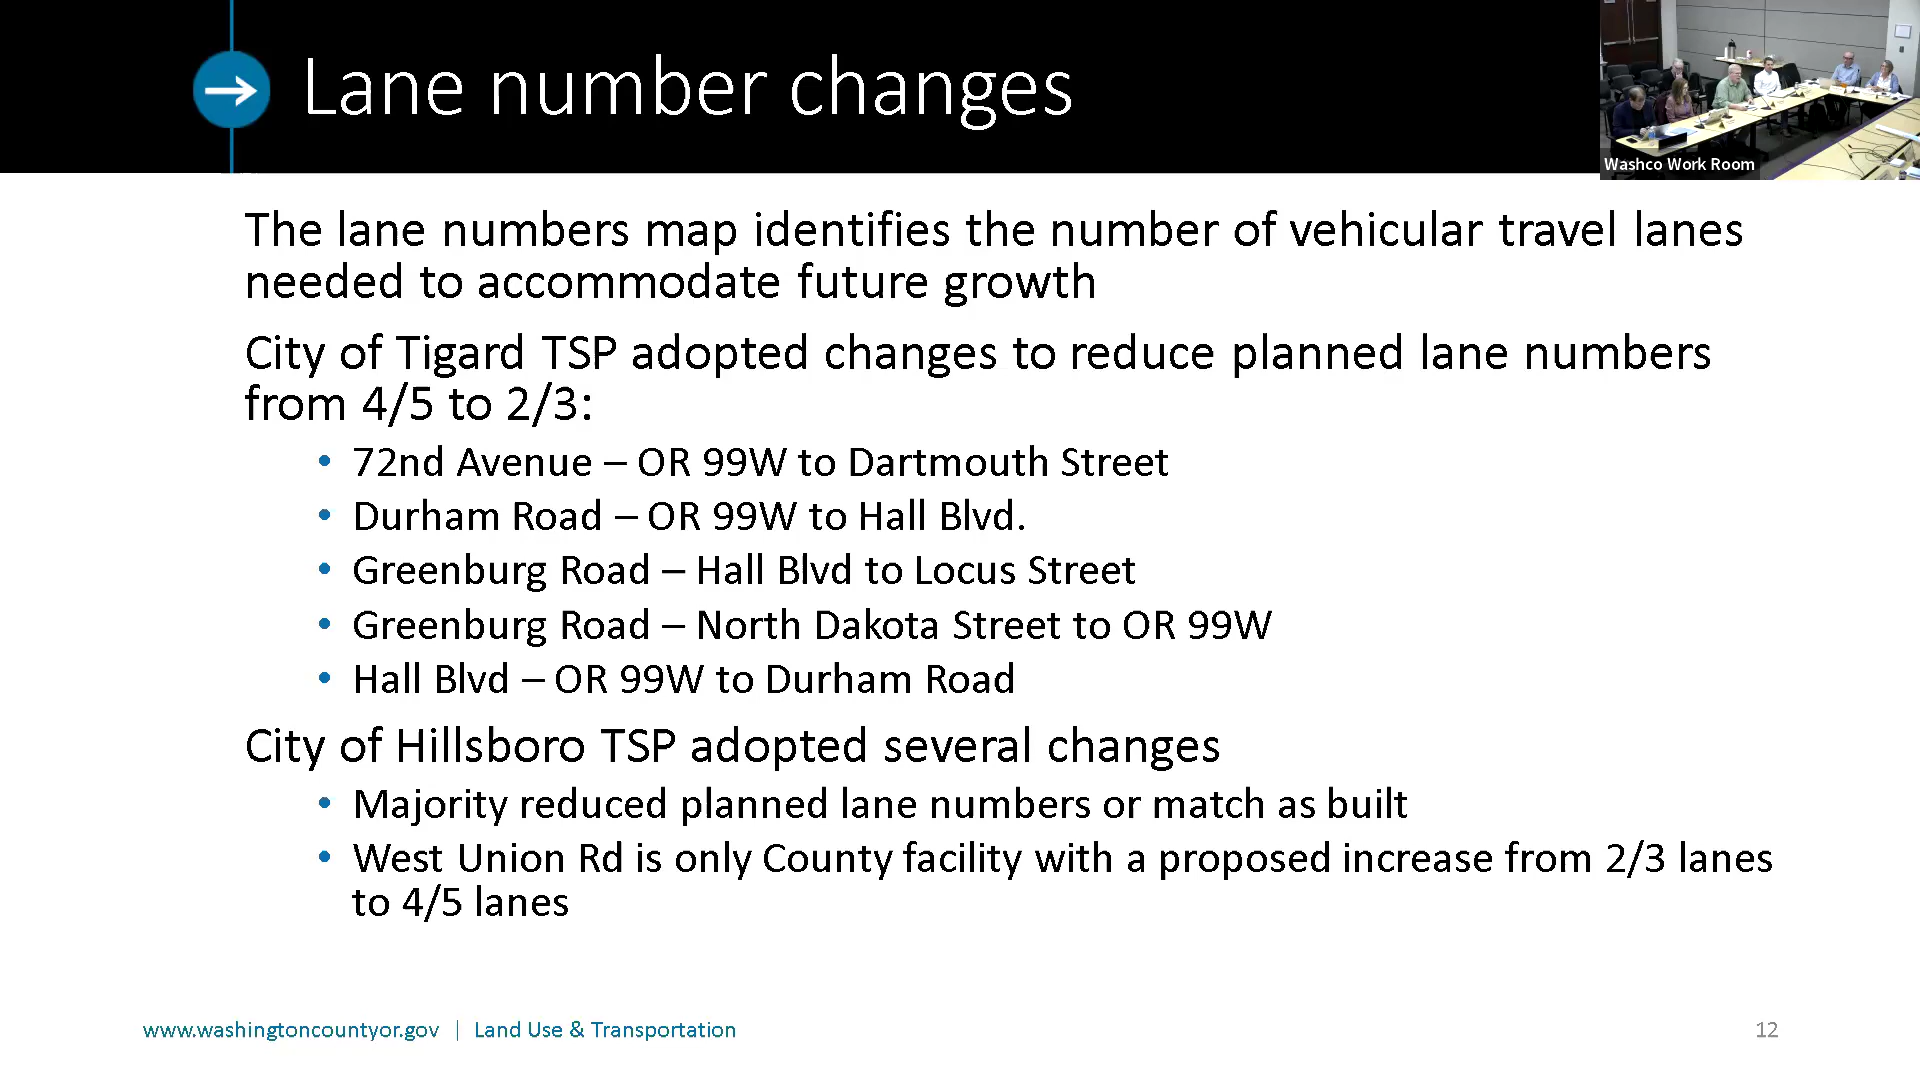 Lane number changes
Washco Work Room
The lane numbers map identifies the number of vehicular travel lanes
needed to accommodate future growth
City of Tigard TSP adopted changes to reduce planned lane numbers
from 4/5 to 2/3:
• 72nd Avenue – OR 99W to Dartmouth Street
• Durham Road – OR 99W to Hall Blvd.
• Greenburg Road – Hall Blvd to Locus Street
• Greenburg Road – North Dakota Street to OR 99W
• Hall Blvd – OR 99W to Durham Road
City of Hillsboro TSP adopted several changes
• Majority reduced planned lane numbers or match as built
• West Union Rd is only County facility with a proposed increase from 2/3 lanes
to 4/5 lanes
www.washingtoncountyor.gov | Land Use & Transportation
12